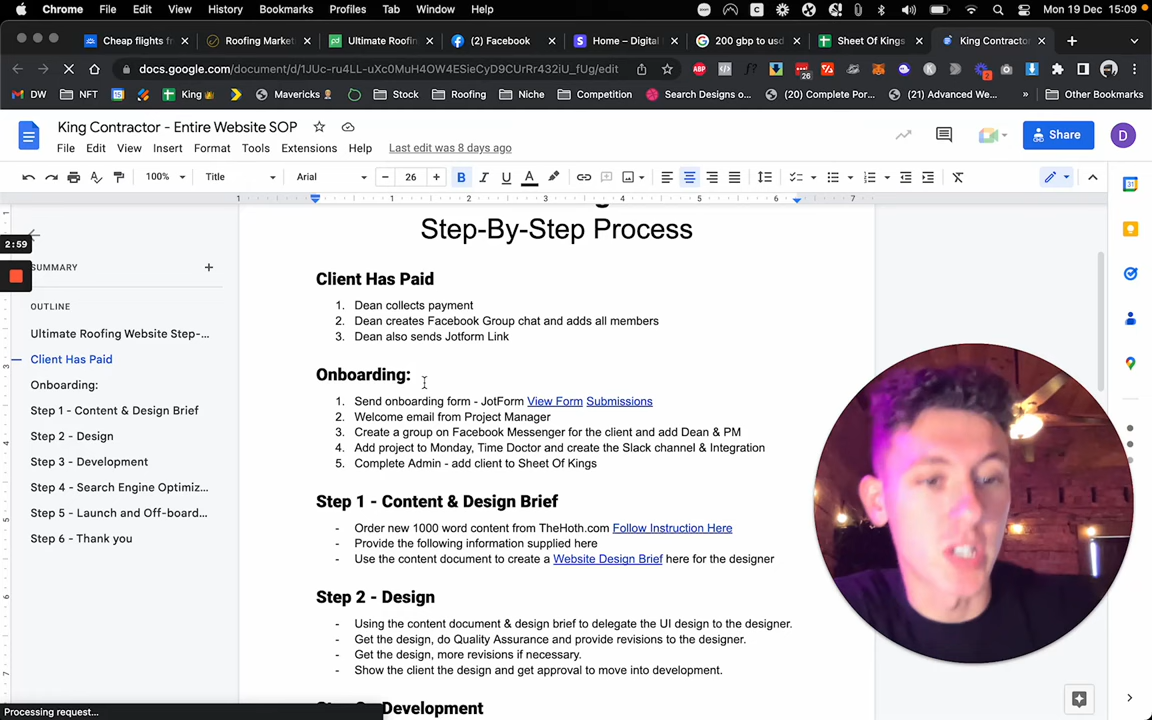 Chrome File Edit View History Bookmarks Profiles Tab Window Help Mon 19 Dec 15:09
Cheap flights f Roofing Market Ultimate Roofin (2) Facebook Home – Digital 200 gbp to usd Sheet Of Kings King Contractor
docs.google.com/document/d/1JUc-ru4LL-uXc0MuH4OW4ESieCyD9CUrRr432iU_fUg/edit
DW NFT King Mavericks Stock Roofing Niche Competition Search Designs o... (20) Complete Por... (21) Advanced We... » Other Bookmarks
King Contractor - Entire Website SOP
File Edit View Insert Format Tools Extensions Help Last edit was 8 days ago
Share
D
100% Title Arial 26
1 1 2 3 4 5 6 7
Step-By-Step Process
2:59
SUMMARY
OUTLINE
Ultimate Roofing Website Step-...
Client Has Paid
Onboarding:
Step 1 - Content & Design Brief
Step 2 - Design
Step 3 - Development
Step 4 - Search Engine Optimiz...
Step 5 - Launch and Off-board...
Step 6 - Thank you
Client Has Paid
1. Dean collects payment
2. Dean creates Facebook Group chat and adds all members
3. Dean also sends Jotform Link
Onboarding:
1. Send onboarding form - JotForm View Form Submissions
2. Welcome email from Project Manager
3. Create a group on Facebook Messenger for the client and add Dean & PM
4. Add project to Monday, Time Doctor and create the Slack channel & Integration
5. Complete Admin - add client to Sheet Of Kings
Step 1 - Content & Design Brief
- Order new 1000 word content from TheHoth.com Follow Instruction Here
- Provide the following information supplied here
- Use the content document to create a Website Design Brief here for the designer
Step 2 - Design
- Using the content document & design brief to delegate the UI design to the designer.
- Get the design, do Quality Assurance and provide revisions to the designer.
- Get the design, more revisions if necessary.
- Show the client the design and get approval to move into development.
Development
Processing request...